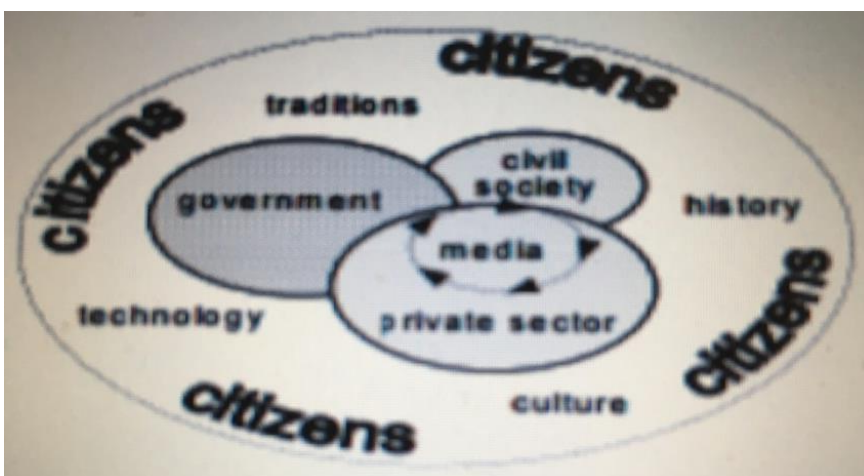 citizens
citizens
traditions
civil
society
government
history
media
technology
private sector
citizens
culture
citizens